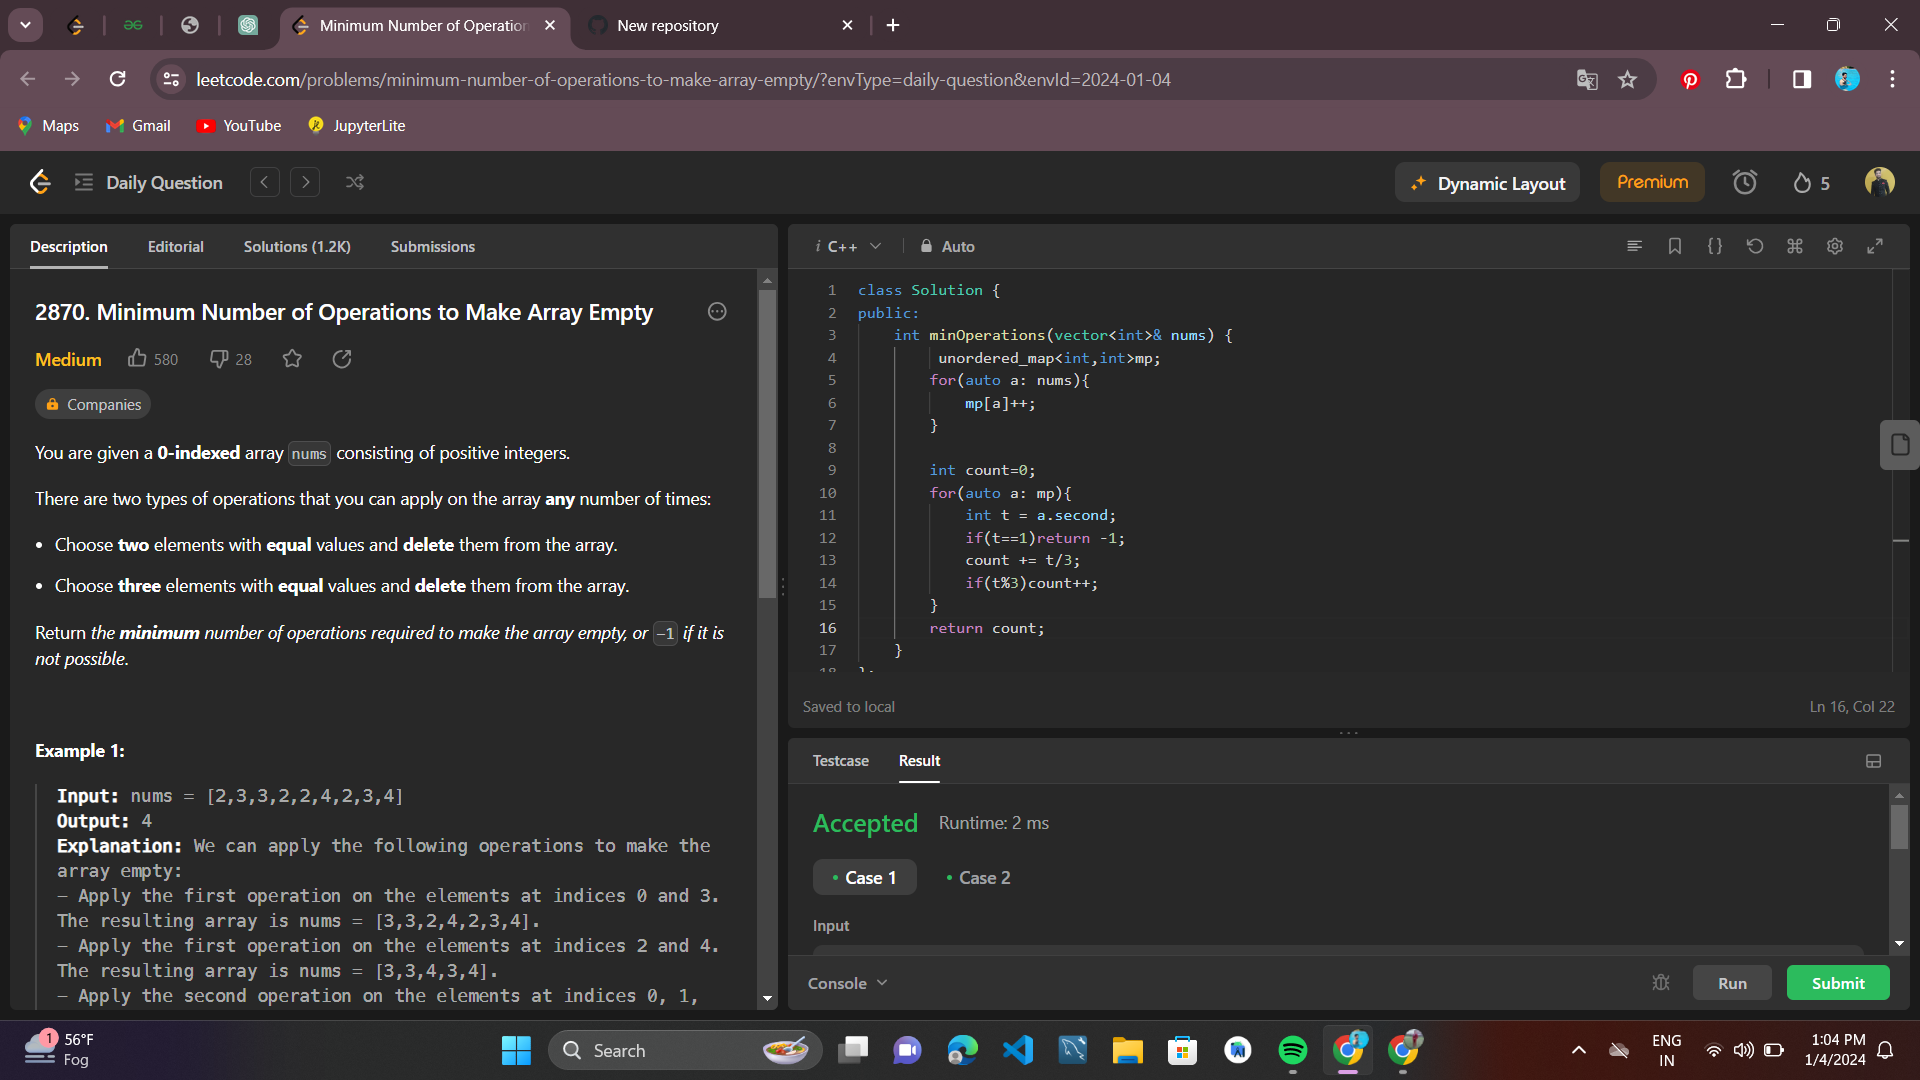 Minimum Number of Operation
New repository
leetcode.com/problems/minimum-number-of-operations-to-make-array-empty/?envType=daily-question&envId=2024-01-04
Maps
Gmail
YouTube
JupyterLite
Daily Question
Dynamic Layout
Premium
5
Description
Editorial
Solutions (1.2K)
Submissions
2870. Minimum Number of Operations to Make Array Empty
Medium
580
28
Companies
You are given a 0-indexed array nums consisting of positive integers.
There are two types of operations that you can apply on the array any number of times:
• Choose two elements with equal values and delete them from the array.
• Choose three elements with equal values and delete them from the array.
Return the minimum number of operations required to make the array empty, or -1 if it is
not possible.
Example 1:
Input: nums = [2,3,3,2,2,4,2,3,4]
Output: 4
Explanation: We can apply the following operations to make the
array empty:
- Apply the first operation on the elements at indices 0 and 3.
The resulting array is nums = [3,3,2,4,2,3,4].
- Apply the first operation on the elements at indices 2 and 4.
The resulting array is nums = [3,3,4,3,4].
- Apply the second operation on the elements at indices 0, 1,
i C++
Auto
1 class Solution {
2 public:
3 int minOperations(vector<int>& nums) {
4 unordered_map<int,int>mp;
5 for(auto a: nums){
6 mp[a]++;
7 }
8
9 int count=0;
10 for(auto a: mp){
11 int t = a.second;
12 if(t==1)return -1;
13 count += t/3;
14 if(t%3)count++;
15 }
16 return count;
17 }
18 };
Saved to local
Ln 16, Col 22
Testcase
Result
Accepted
Runtime: 2 ms
• Case 1
• Case 2
Input
Console
Run
Submit
1
56°F
Fog
Search
ENG
IN
1:04 PM
1/4/2024